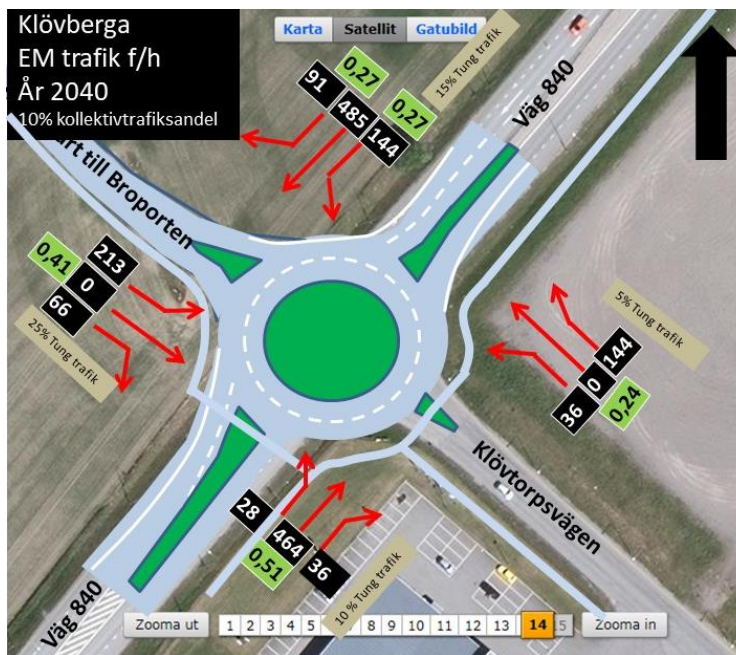 Klövberga
EM trafik f/h
År 2040
10% kollektivtrafiksandel
Karta
Satellit
Gatubild
15% Tung trafik
Väg 840
0,27
0,27
91
485
144
till Broporten
0,41
213
0
66
25% Tung trafik
5% Tung trafik
144
0
36
0,24
Klövtorpsvägen
28
464
36
0,51
10 % Tung trafik
Väg 840
Zooma ut
1 2 3 4 5 7 8 9 10 11 12 13 14 15
Zooma in